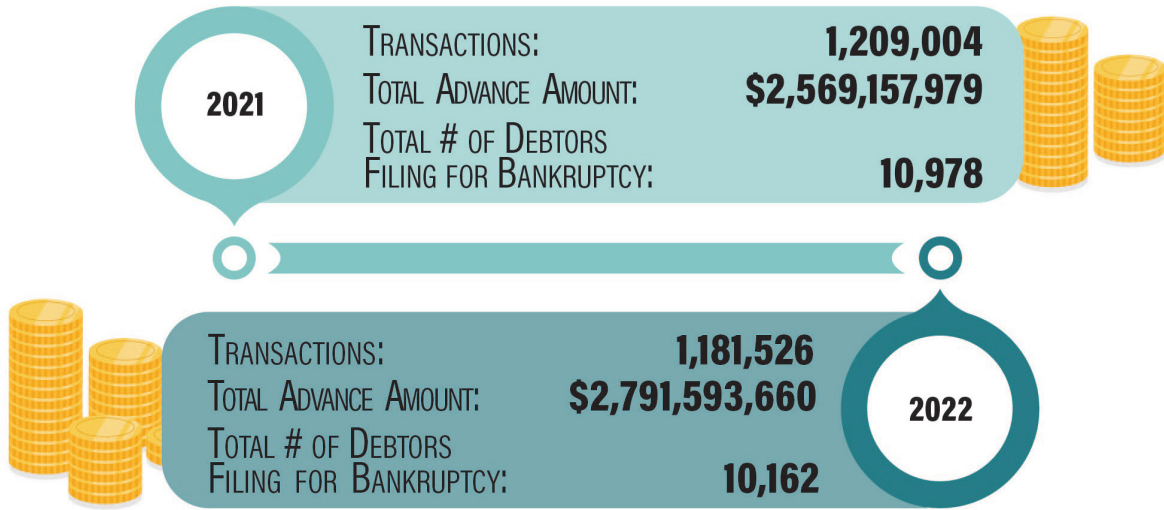 2021
TRANSACTIONS: 1,209,004
TOTAL ADVANCE AMOUNT: $2,569,157,979
TOTAL # OF DEBTORS
FILING FOR BANKRUPTCY: 10,978
TRANSACTIONS: 1,181,526
TOTAL ADVANCE AMOUNT: $2,791,593,660
TOTAL # OF DEBTORS
FILING FOR BANKRUPTCY: 10,162
2022